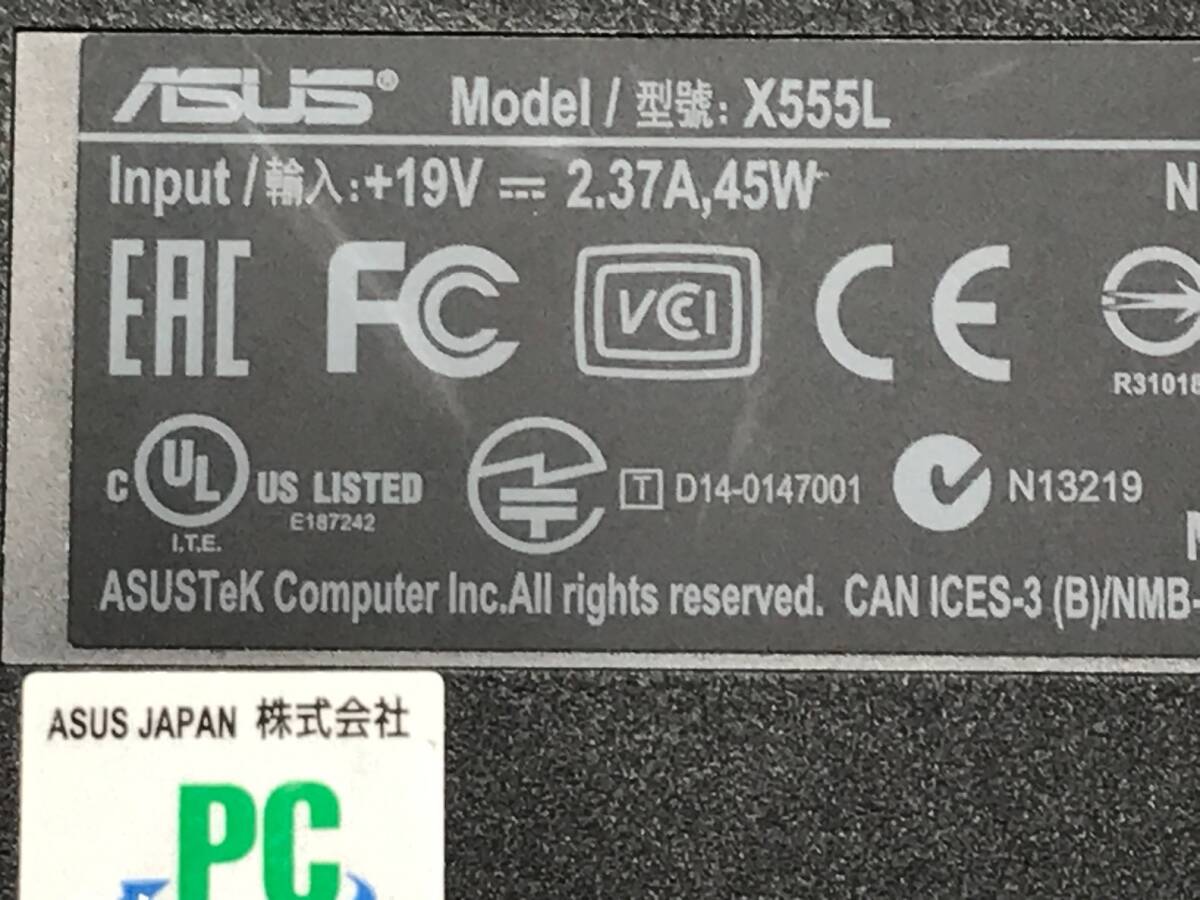 ASUS® Model / 型號: X555L
Input / 輸入: +19V ⎓ 2.37A,45W N
EAC FC VCCI CE
R31018
C UL US LISTED
E187242
I.T.E.
T D14-0147001 N13219
ASUSTeK Computer Inc.All rights reserved. CAN ICES-3 (B)/NMB-
ASUS JAPAN 株式会社
PC